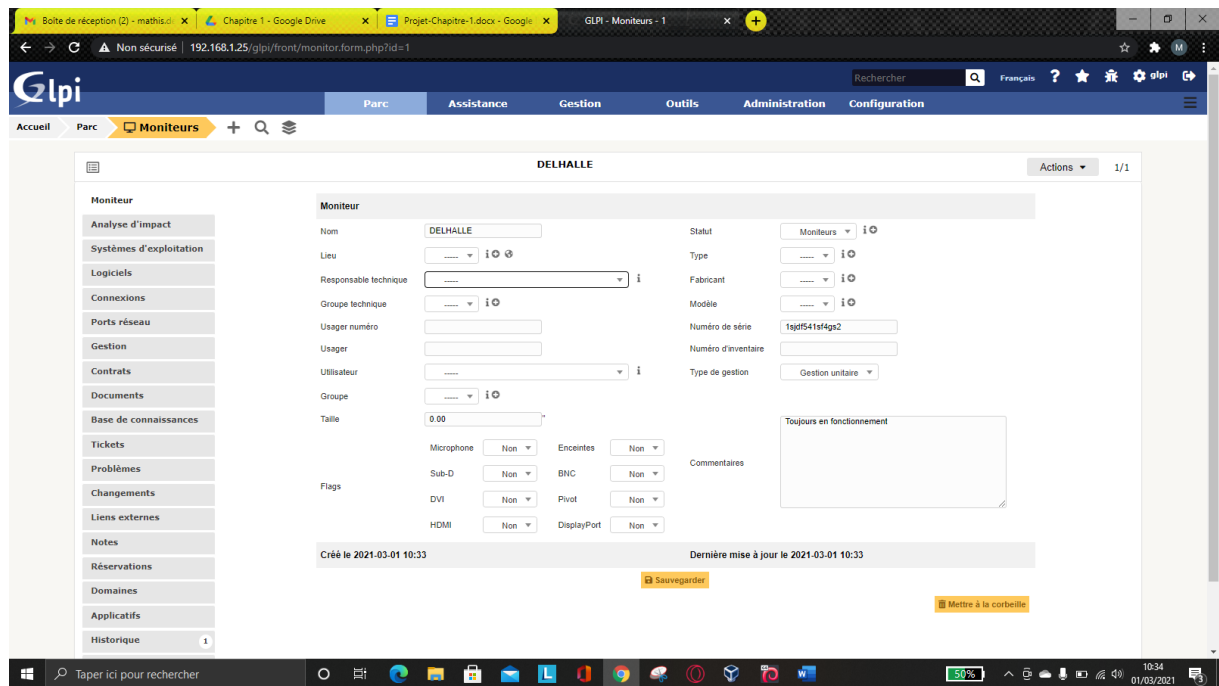 Boite de réception (2) - mathis.d
Chapitre 1 - Google Drive
Projet-Chapitre-1.docx - Google
GLPI - Moniteurs - 1
Non sécurisé | 192.168.1.25/glpi/front/monitor.form.php?id=1
M
Glpi
Rechercher
Français
glpi
Parc Assistance Gestion Outils Administration Configuration
Accueil Parc Moniteurs
DELHALLE
Actions
1/1
Moniteur
Analyse d'impact
Systèmes d'exploitation
Logiciels
Connexions
Ports réseau
Gestion
Contrats
Documents
Base de connaissances
Tickets
Problèmes
Changements
Liens externes
Notes
Réservations
Domaines
Applicatifs
Historique 1
Moniteur
Nom DELHALLE Statut Moniteurs
Lieu ----- Type -----
Responsable technique ----- Fabricant -----
Groupe technique ----- Modèle -----
Usager numéro Numéro de série 1sjdf541sf4gs2
Usager Numéro d'inventaire
Utilisateur ----- Type de gestion Gestion unitaire
Groupe -----
Taille 0.00 "
Commentaires Toujours en fonctionnement
Flags
Microphone Non Enceintes Non
Sub-D Non BNC Non
DVI Non Pivot Non
HDMI Non DisplayPort Non
Créé le 2021-03-01 10:33 Dernière mise à jour le 2021-03-01 10:33
Sauvegarder
Mettre à la corbeille
Taper ici pour rechercher
50%
10:34
01/03/2021
3